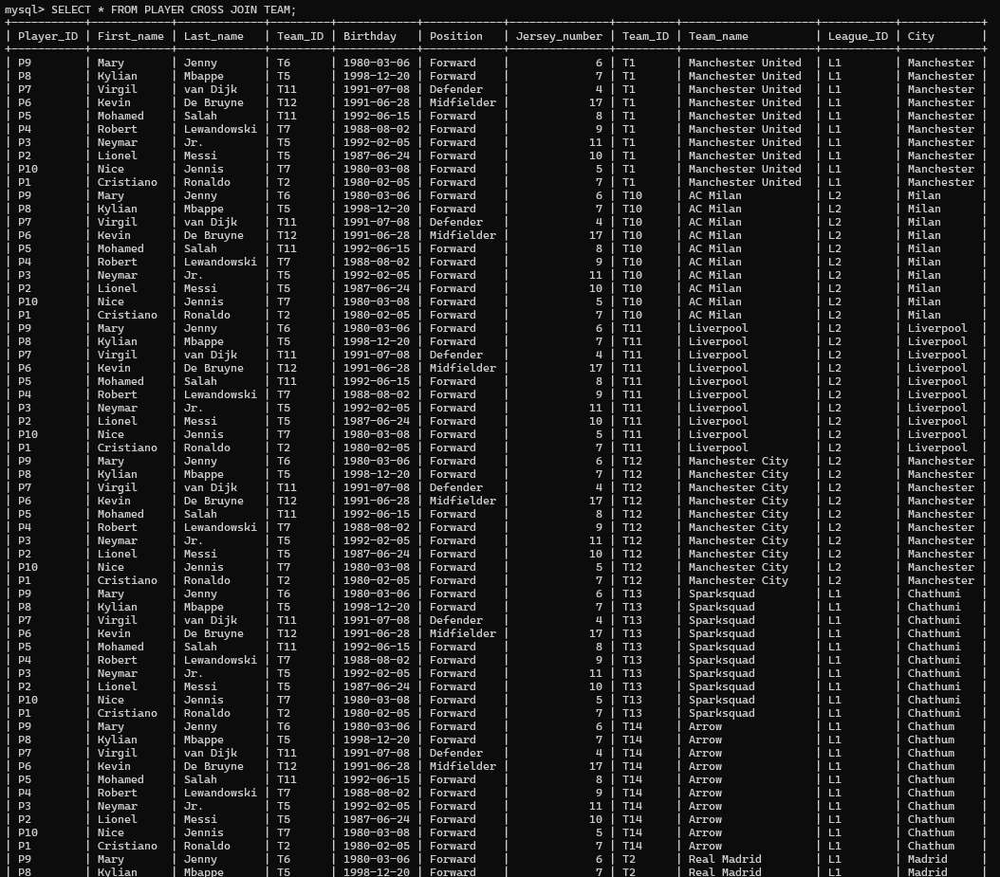 mysql> SELECT * FROM PLAYER CROSS JOIN TEAM;
+-----------+------------+-------------+---------+------------+------------+---------------+---------+-------------------+-----------+------------+
| Player_ID | First_name | Last_name | Team_ID | Birthday | Position | Jersey_number | Team_ID | Team_name | League_ID | City |
+-----------+------------+-------------+---------+------------+------------+---------------+---------+-------------------+-----------+------------+
| P9 | Mary | Jenny | T6 | 1980-03-06 | Forward | 6 | T1 | Manchester United | L1 | Manchester |
| P8 | Kylian | Mbappe | T5 | 1998-12-20 | Forward | 7 | T1 | Manchester United | L1 | Manchester |
| P7 | Virgil | van Dijk | T11 | 1991-07-08 | Defender | 4 | T1 | Manchester United | L1 | Manchester |
| P6 | Kevin | De Bruyne | T12 | 1991-06-28 | Midfielder | 17 | T1 | Manchester United | L1 | Manchester |
| P5 | Mohamed | Salah | T11 | 1992-06-15 | Forward | 8 | T1 | Manchester United | L1 | Manchester |
| P4 | Robert | Lewandowski | T7 | 1988-08-02 | Forward | 9 | T1 | Manchester United | L1 | Manchester |
| P3 | Neymar | Jr. | T5 | 1992-02-05 | Forward | 11 | T1 | Manchester United | L1 | Manchester |
| P2 | Lionel | Messi | T5 | 1987-06-24 | Forward | 10 | T1 | Manchester United | L1 | Manchester |
| P10 | Nice | Jennis | T7 | 1980-03-08 | Forward | 5 | T1 | Manchester United | L1 | Manchester |
| P1 | Cristiano | Ronaldo | T2 | 1980-02-05 | Forward | 7 | T1 | Manchester United | L1 | Manchester |
| P9 | Mary | Jenny | T6 | 1980-03-06 | Forward | 6 | T10 | AC Milan | L2 | Milan |
| P8 | Kylian | Mbappe | T5 | 1998-12-20 | Forward | 7 | T10 | AC Milan | L2 | Milan |
| P7 | Virgil | van Dijk | T11 | 1991-07-08 | Defender | 4 | T10 | AC Milan | L2 | Milan |
| P6 | Kevin | De Bruyne | T12 | 1991-06-28 | Midfielder | 17 | T10 | AC Milan | L2 | Milan |
| P5 | Mohamed | Salah | T11 | 1992-06-15 | Forward | 8 | T10 | AC Milan | L2 | Milan |
| P4 | Robert | Lewandowski | T7 | 1988-08-02 | Forward | 9 | T10 | AC Milan | L2 | Milan |
| P3 | Neymar | Jr. | T5 | 1992-02-05 | Forward | 11 | T10 | AC Milan | L2 | Milan |
| P2 | Lionel | Messi | T5 | 1987-06-24 | Forward | 10 | T10 | AC Milan | L2 | Milan |
| P10 | Nice | Jennis | T7 | 1980-03-08 | Forward | 5 | T10 | AC Milan | L2 | Milan |
| P1 | Cristiano | Ronaldo | T2 | 1980-02-05 | Forward | 7 | T10 | AC Milan | L2 | Milan |
| P9 | Mary | Jenny | T6 | 1980-03-06 | Forward | 6 | T11 | Liverpool | L2 | Liverpool |
| P8 | Kylian | Mbappe | T5 | 1998-12-20 | Forward | 7 | T11 | Liverpool | L2 | Liverpool |
| P7 | Virgil | van Dijk | T11 | 1991-07-08 | Defender | 4 | T11 | Liverpool | L2 | Liverpool |
| P6 | Kevin | De Bruyne | T12 | 1991-06-28 | Midfielder | 17 | T11 | Liverpool | L2 | Liverpool |
| P5 | Mohamed | Salah | T11 | 1992-06-15 | Forward | 8 | T11 | Liverpool | L2 | Liverpool |
| P4 | Robert | Lewandowski | T7 | 1988-08-02 | Forward | 9 | T11 | Liverpool | L2 | Liverpool |
| P3 | Neymar | Jr. | T5 | 1992-02-05 | Forward | 11 | T11 | Liverpool | L2 | Liverpool |
| P2 | Lionel | Messi | T5 | 1987-06-24 | Forward | 10 | T11 | Liverpool | L2 | Liverpool |
| P10 | Nice | Jennis | T7 | 1980-03-08 | Forward | 5 | T11 | Liverpool | L2 | Liverpool |
| P1 | Cristiano | Ronaldo | T2 | 1980-02-05 | Forward | 7 | T11 | Liverpool | L2 | Liverpool |
| P9 | Mary | Jenny | T6 | 1980-03-06 | Forward | 6 | T12 | Manchester City | L2 | Manchester |
| P8 | Kylian | Mbappe | T5 | 1998-12-20 | Forward | 7 | T12 | Manchester City | L2 | Manchester |
| P7 | Virgil | van Dijk | T11 | 1991-07-08 | Defender | 4 | T12 | Manchester City | L2 | Manchester |
| P6 | Kevin | De Bruyne | T12 | 1991-06-28 | Midfielder | 17 | T12 | Manchester City | L2 | Manchester |
| P5 | Mohamed | Salah | T11 | 1992-06-15 | Forward | 8 | T12 | Manchester City | L2 | Manchester |
| P4 | Robert | Lewandowski | T7 | 1988-08-02 | Forward | 9 | T12 | Manchester City | L2 | Manchester |
| P3 | Neymar | Jr. | T5 | 1992-02-05 | Forward | 11 | T12 | Manchester City | L2 | Manchester |
| P2 | Lionel | Messi | T5 | 1987-06-24 | Forward | 10 | T12 | Manchester City | L2 | Manchester |
| P10 | Nice | Jennis | T7 | 1980-03-08 | Forward | 5 | T12 | Manchester City | L2 | Manchester |
| P1 | Cristiano | Ronaldo | T2 | 1980-02-05 | Forward | 7 | T12 | Manchester City | L2 | Manchester |
| P9 | Mary | Jenny | T6 | 1980-03-06 | Forward | 6 | T13 | Sparksquad | L1 | Chathumi |
| P8 | Kylian | Mbappe | T5 | 1998-12-20 | Forward | 7 | T13 | Sparksquad | L1 | Chathumi |
| P7 | Virgil | van Dijk | T11 | 1991-07-08 | Defender | 4 | T13 | Sparksquad | L1 | Chathumi |
| P6 | Kevin | De Bruyne | T12 | 1991-06-28 | Midfielder | 17 | T13 | Sparksquad | L1 | Chathumi |
| P5 | Mohamed | Salah | T11 | 1992-06-15 | Forward | 8 | T13 | Sparksquad | L1 | Chathumi |
| P4 | Robert | Lewandowski | T7 | 1988-08-02 | Forward | 9 | T13 | Sparksquad | L1 | Chathumi |
| P3 | Neymar | Jr. | T5 | 1992-02-05 | Forward | 11 | T13 | Sparksquad | L1 | Chathumi |
| P2 | Lionel | Messi | T5 | 1987-06-24 | Forward | 10 | T13 | Sparksquad | L1 | Chathumi |
| P10 | Nice | Jennis | T7 | 1980-03-08 | Forward | 5 | T13 | Sparksquad | L1 | Chathumi |
| P1 | Cristiano | Ronaldo | T2 | 1980-02-05 | Forward | 7 | T13 | Sparksquad | L1 | Chathumi |
| P9 | Mary | Jenny | T6 | 1980-03-06 | Forward | 6 | T14 | Arrow | L1 | Chathum |
| P8 | Kylian | Mbappe | T5 | 1998-12-20 | Forward | 7 | T14 | Arrow | L1 | Chathum |
| P7 | Virgil | van Dijk | T11 | 1991-07-08 | Defender | 4 | T14 | Arrow | L1 | Chathum |
| P6 | Kevin | De Bruyne | T12 | 1991-06-28 | Midfielder | 17 | T14 | Arrow | L1 | Chathum |
| P5 | Mohamed | Salah | T11 | 1992-06-15 | Forward | 8 | T14 | Arrow | L1 | Chathum |
| P4 | Robert | Lewandowski | T7 | 1988-08-02 | Forward | 9 | T14 | Arrow | L1 | Chathum |
| P3 | Neymar | Jr. | T5 | 1992-02-05 | Forward | 11 | T14 | Arrow | L1 | Chathum |
| P2 | Lionel | Messi | T5 | 1987-06-24 | Forward | 10 | T14 | Arrow | L1 | Chathum |
| P10 | Nice | Jennis | T7 | 1980-03-08 | Forward | 5 | T14 | Arrow | L1 | Chathum |
| P1 | Cristiano | Ronaldo | T2 | 1980-02-05 | Forward | 7 | T14 | Arrow | L1 | Chathum |
| P9 | Mary | Jenny | T6 | 1980-03-06 | Forward | 6 | T2 | Real Madrid | L1 | Madrid |
| P8 | Kylian | Mbappe | T5 | 1998-12-20 | Forward | 7 | T2 | Real Madrid | L1 | Madrid |